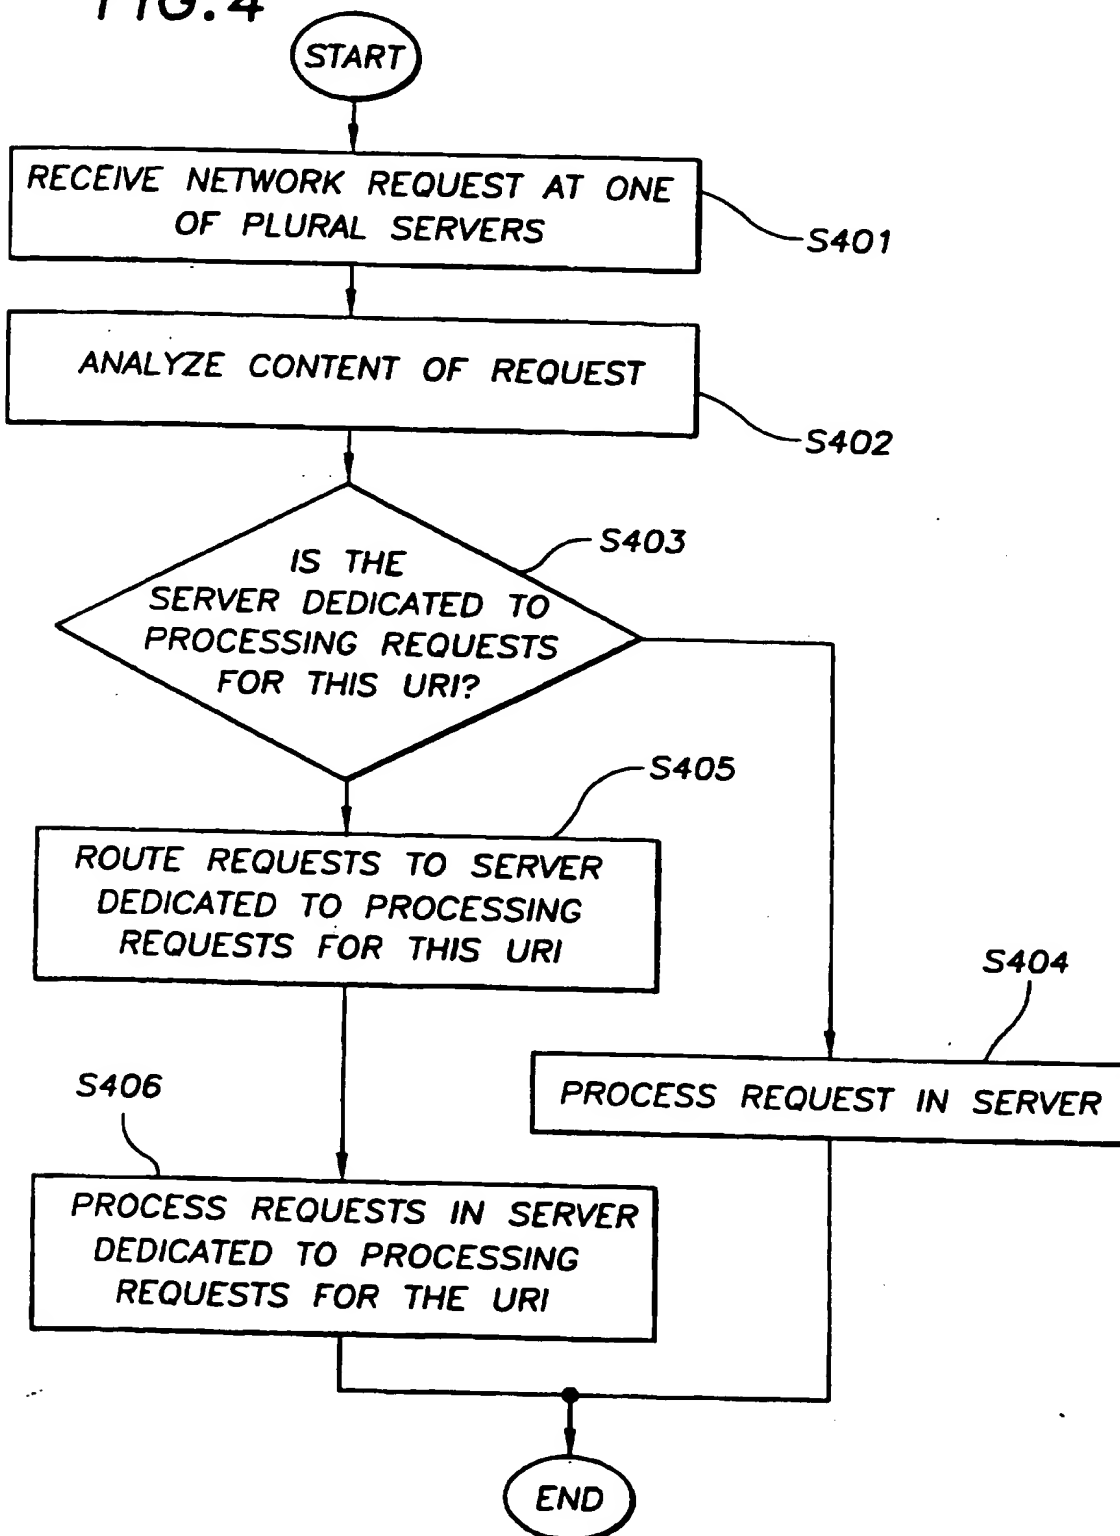 FIG.4
START
RECEIVE NETWORK REQUEST AT ONE
OF PLURAL SERVERS
S401
ANALYZE CONTENT OF REQUEST
S402
IS THE
SERVER DEDICATED TO
PROCESSING REQUESTS
FOR THIS URI?
S403
S405
ROUTE REQUESTS TO SERVER
DEDICATED TO PROCESSING
REQUESTS FOR THIS URI
S404
PROCESS REQUEST IN SERVER
S406
PROCESS REQUESTS IN SERVER
DEDICATED TO PROCESSING
REQUESTS FOR THE URI
END